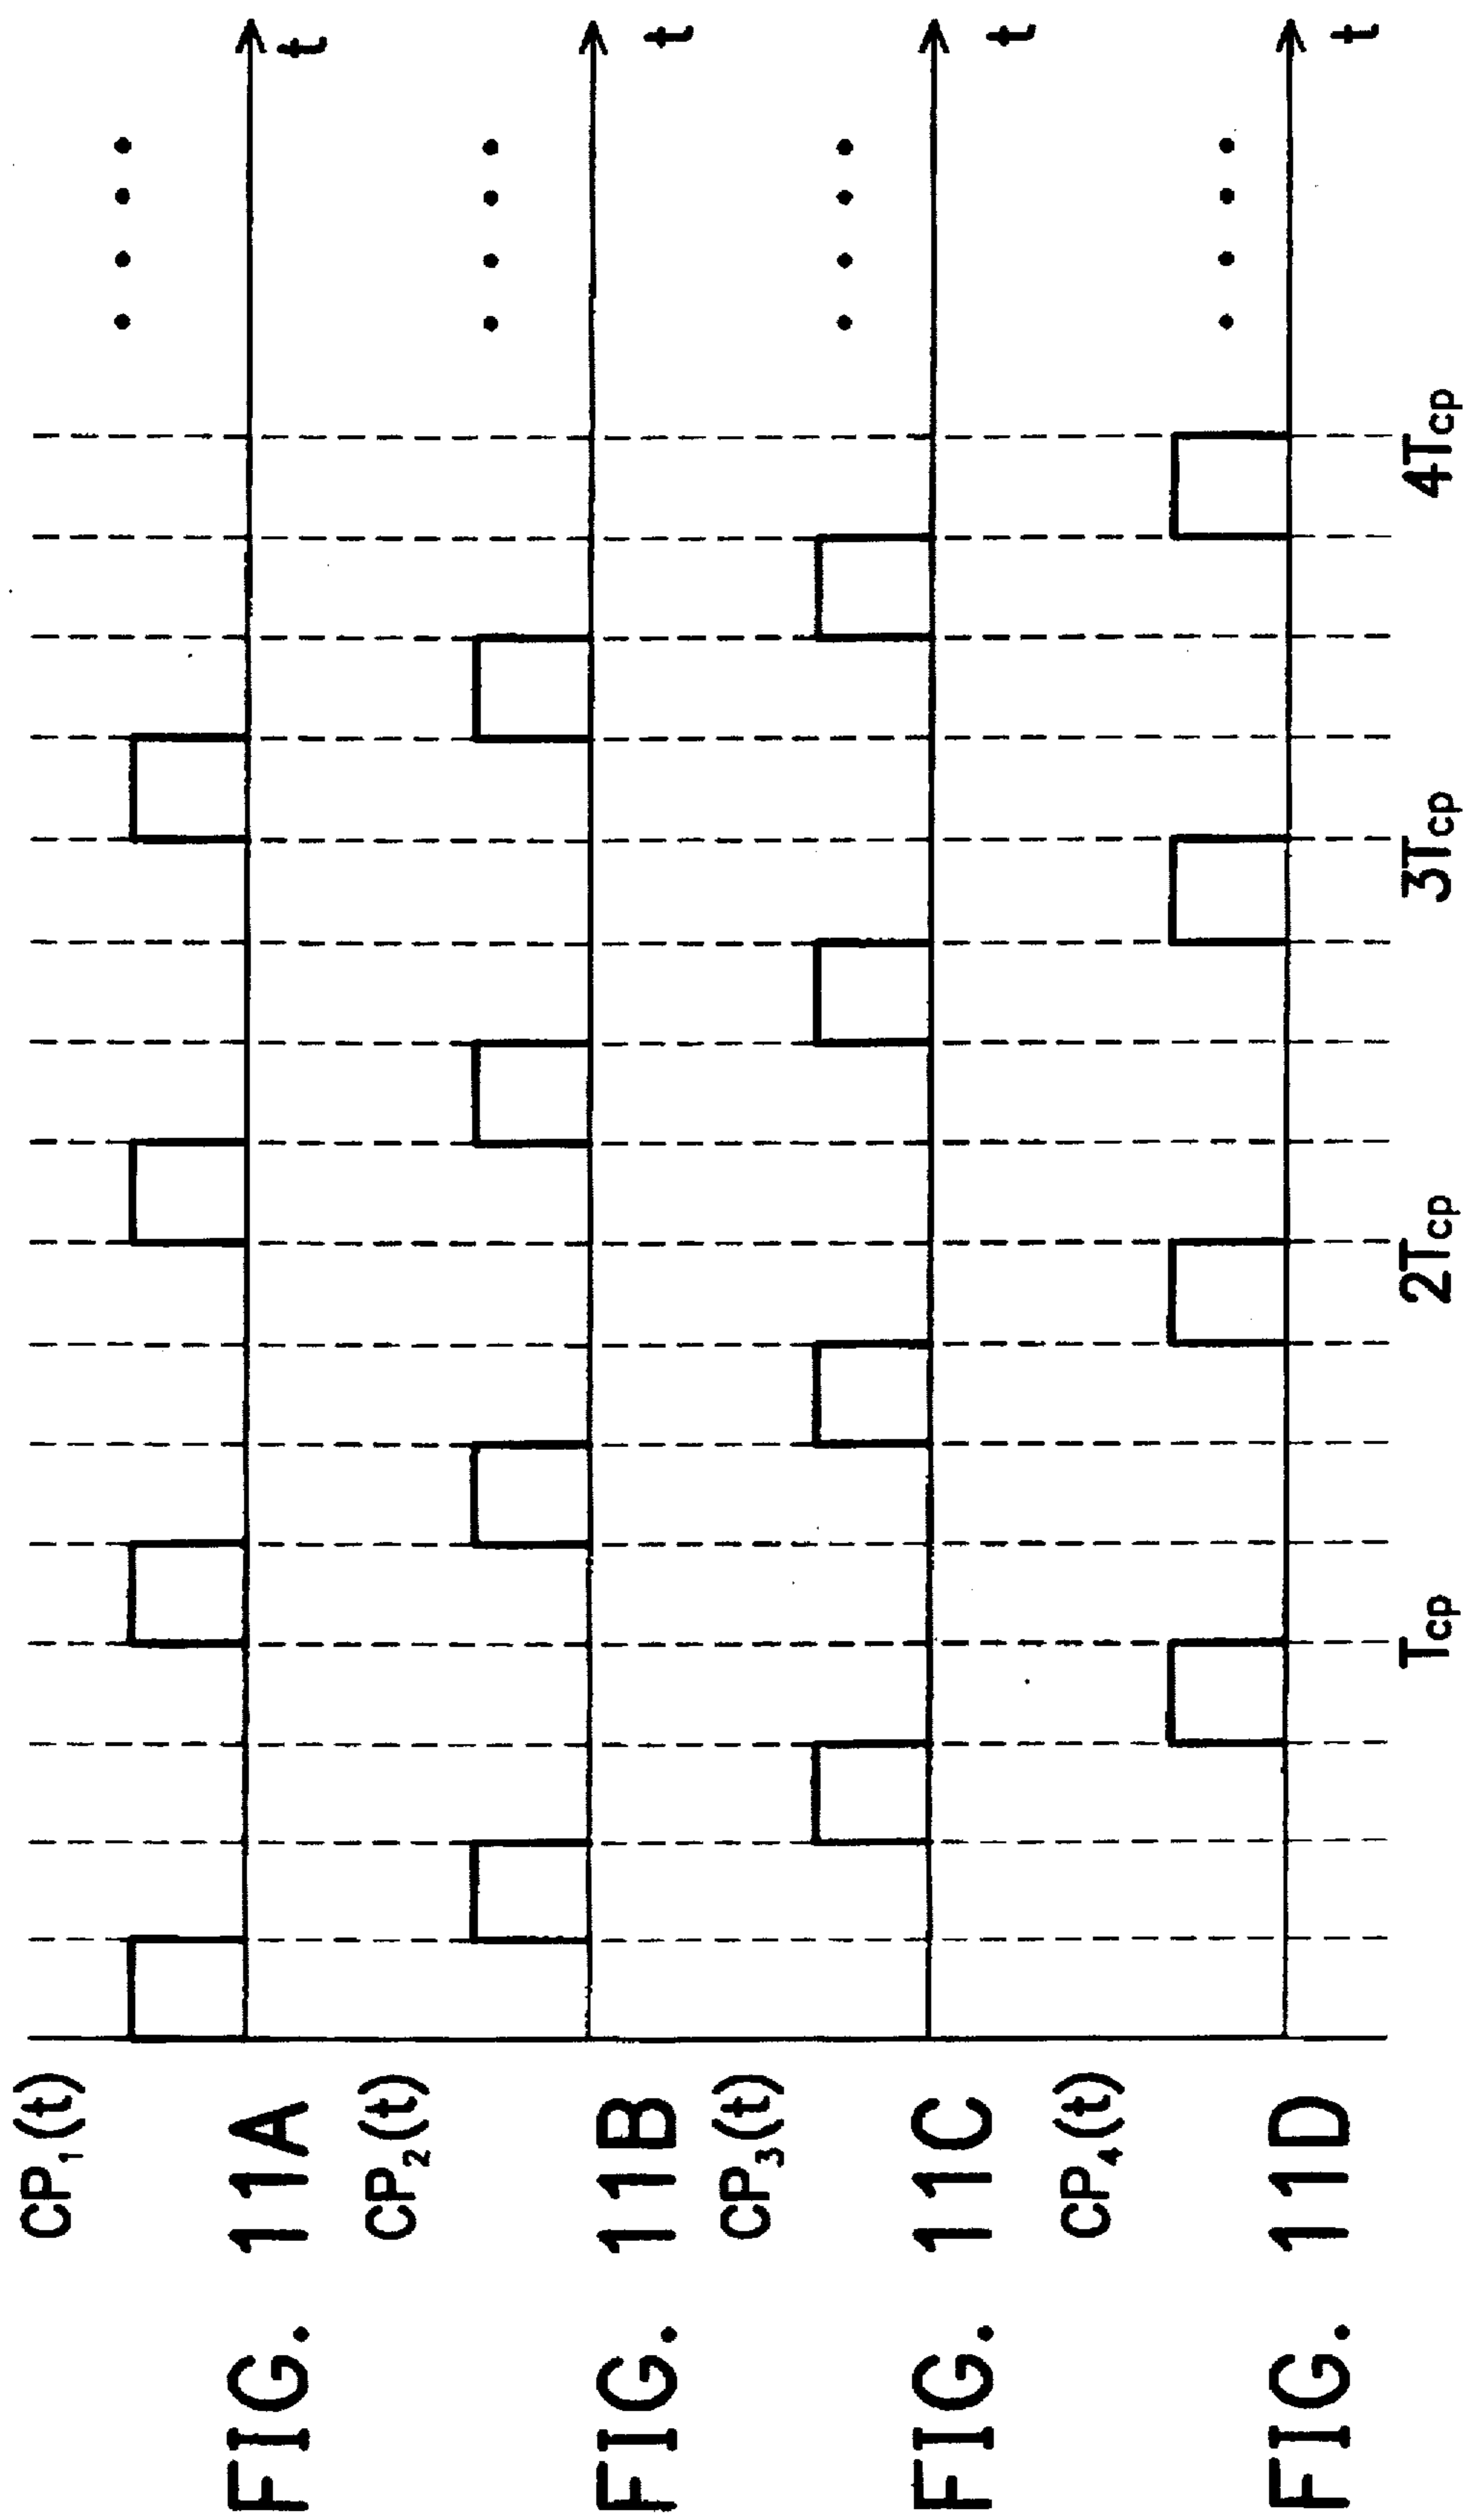 CP1(t)
t
FIG. 11A
CP2(t)
t
FIG. 11B
CP3(t)
t
FIG. 11C
CP4(t)
t
FIG. 11D
Tcp 2Tcp 3Tcp 4Tcp